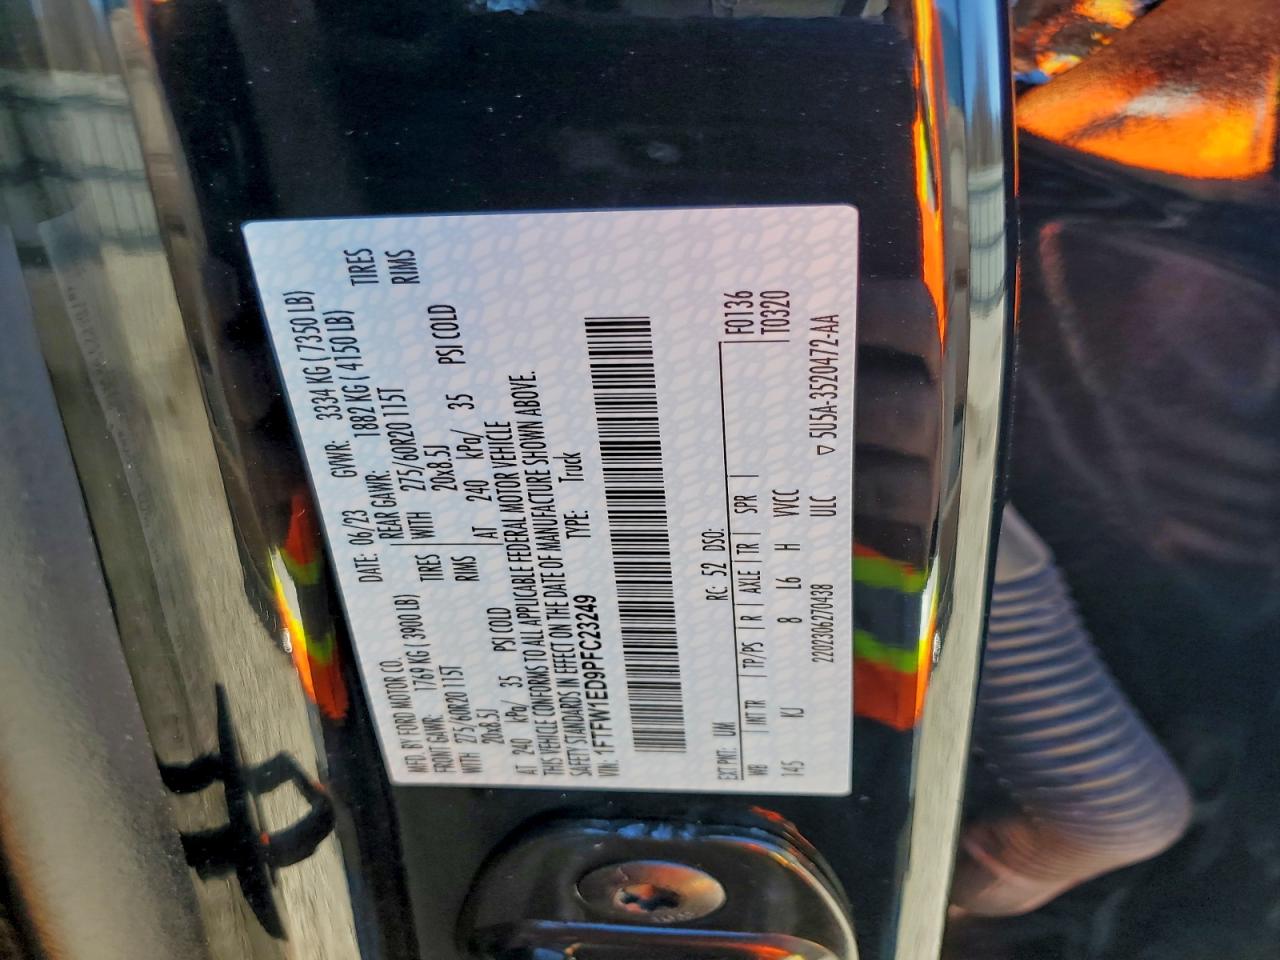 MFD. BY FORD MOTOR CO.
DATE: 06/23 GVWR: 3334 KG ( 7350 LB)
FRONT GAWR: 1769 KG ( 3900 LB) REAR GAWR: 1882 KG ( 4150 LB)
WITH 275/60R20 115T TIRES WITH 275/60R20 115T TIRES
20x8.5J RIMS 20x8.5J RIMS
AT 240 kPa/ 35 PSI COLD AT 240 kPa/ 35 PSI COLD
THIS VEHICLE CONFORMS TO ALL APPLICABLE FEDERAL MOTOR VEHICLE
SAFETY STANDARDS IN EFFECT ON THE DATE OF MANUFACTURE SHOWN ABOVE.
VIN: 1FTFW1ED9PFC23249 TYPE: Truck
EXT PNT: UM RC: 52 DSO: F0136
WB INT TR TP/PS R AXLE TR SPR T0320
145 KJ 8 L6 H WCC
2202306270438 ULC 5U5A-3520472-AA